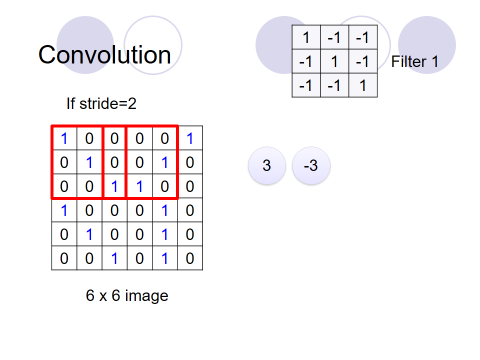 Convolution
1 -1 -1
-1 1 -1
-1 -1 1
Filter 1
If stride=2
1 0 0 0 0 1
0 1 0 0 1 0
0 0 1 1 0 0
1 0 0 0 1 0
0 1 0 0 1 0
0 0 1 0 1 0
3 -3
6 x 6 image